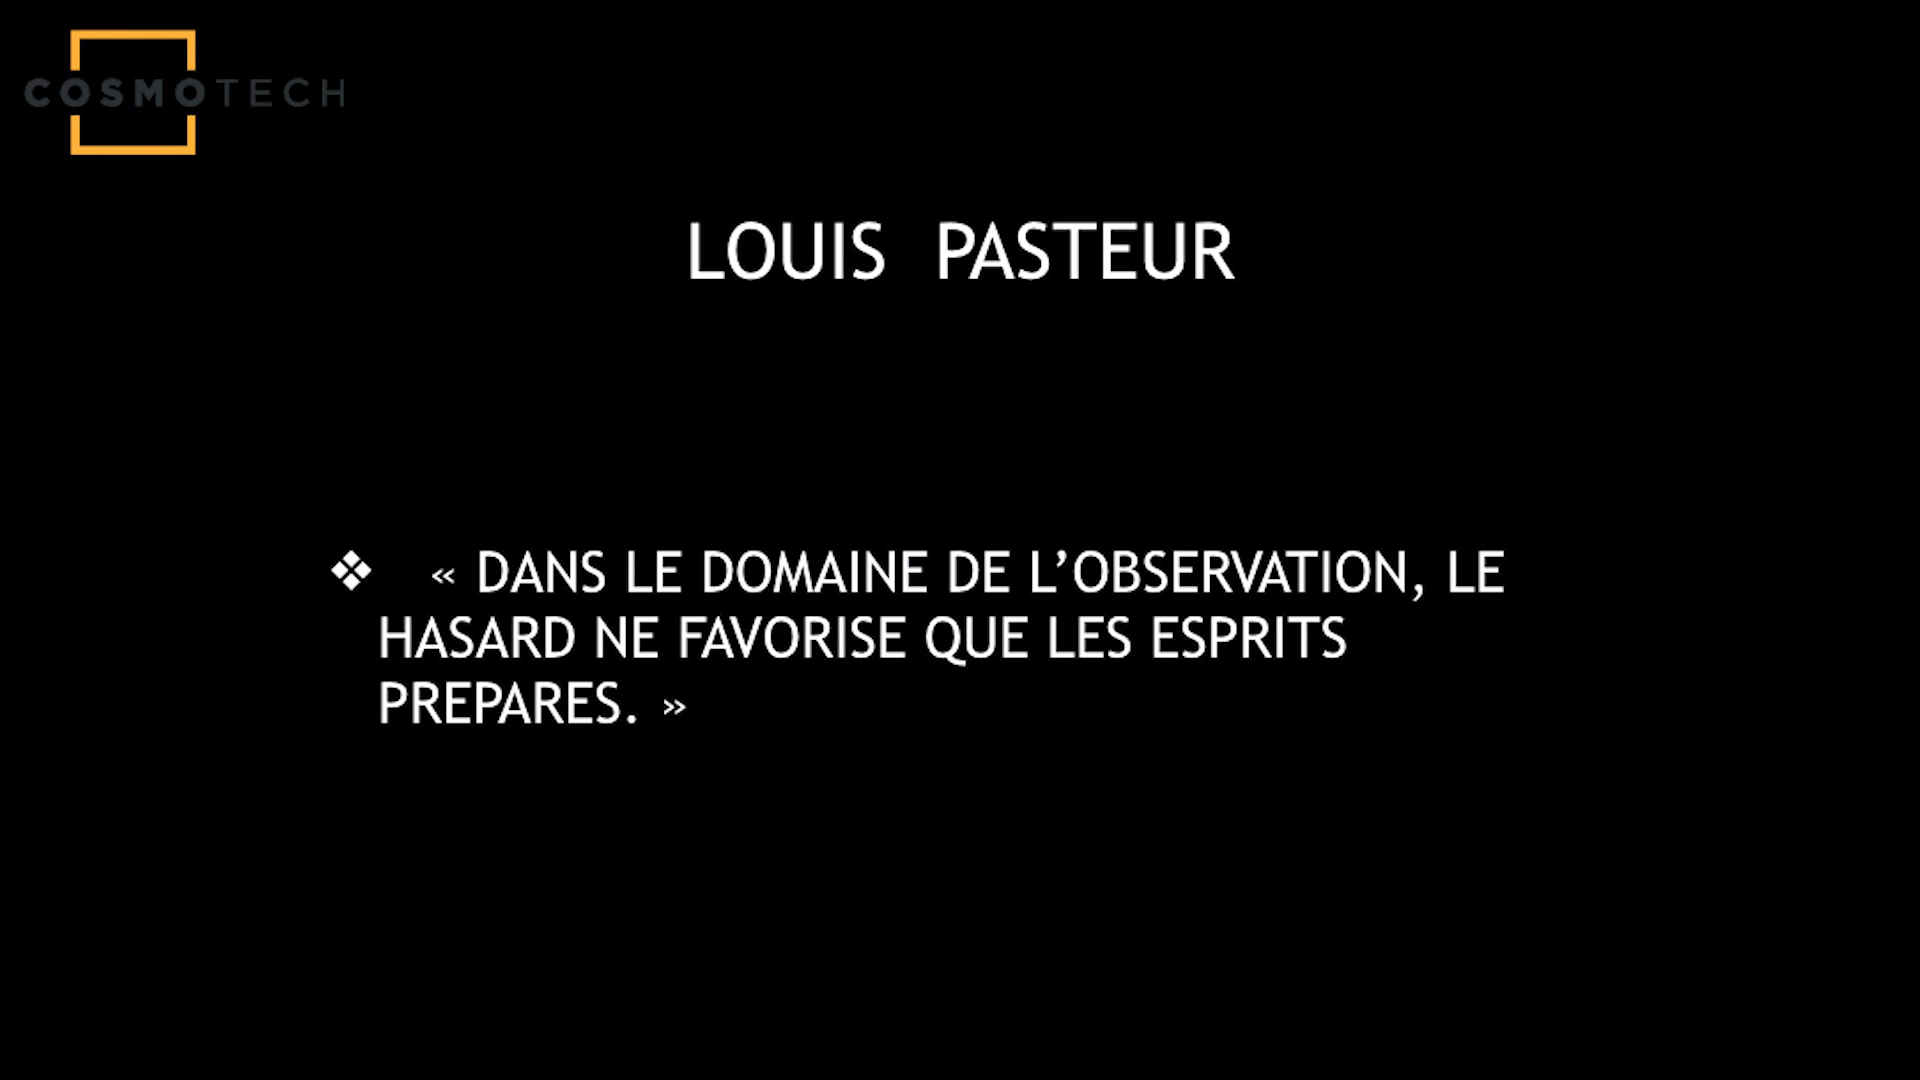 COSMOTECH
LOUIS PASTEUR
❖ « DANS LE DOMAINE DE L’OBSERVATION, LE
HASARD NE FAVORISE QUE LES ESPRITS
PREPARES. »